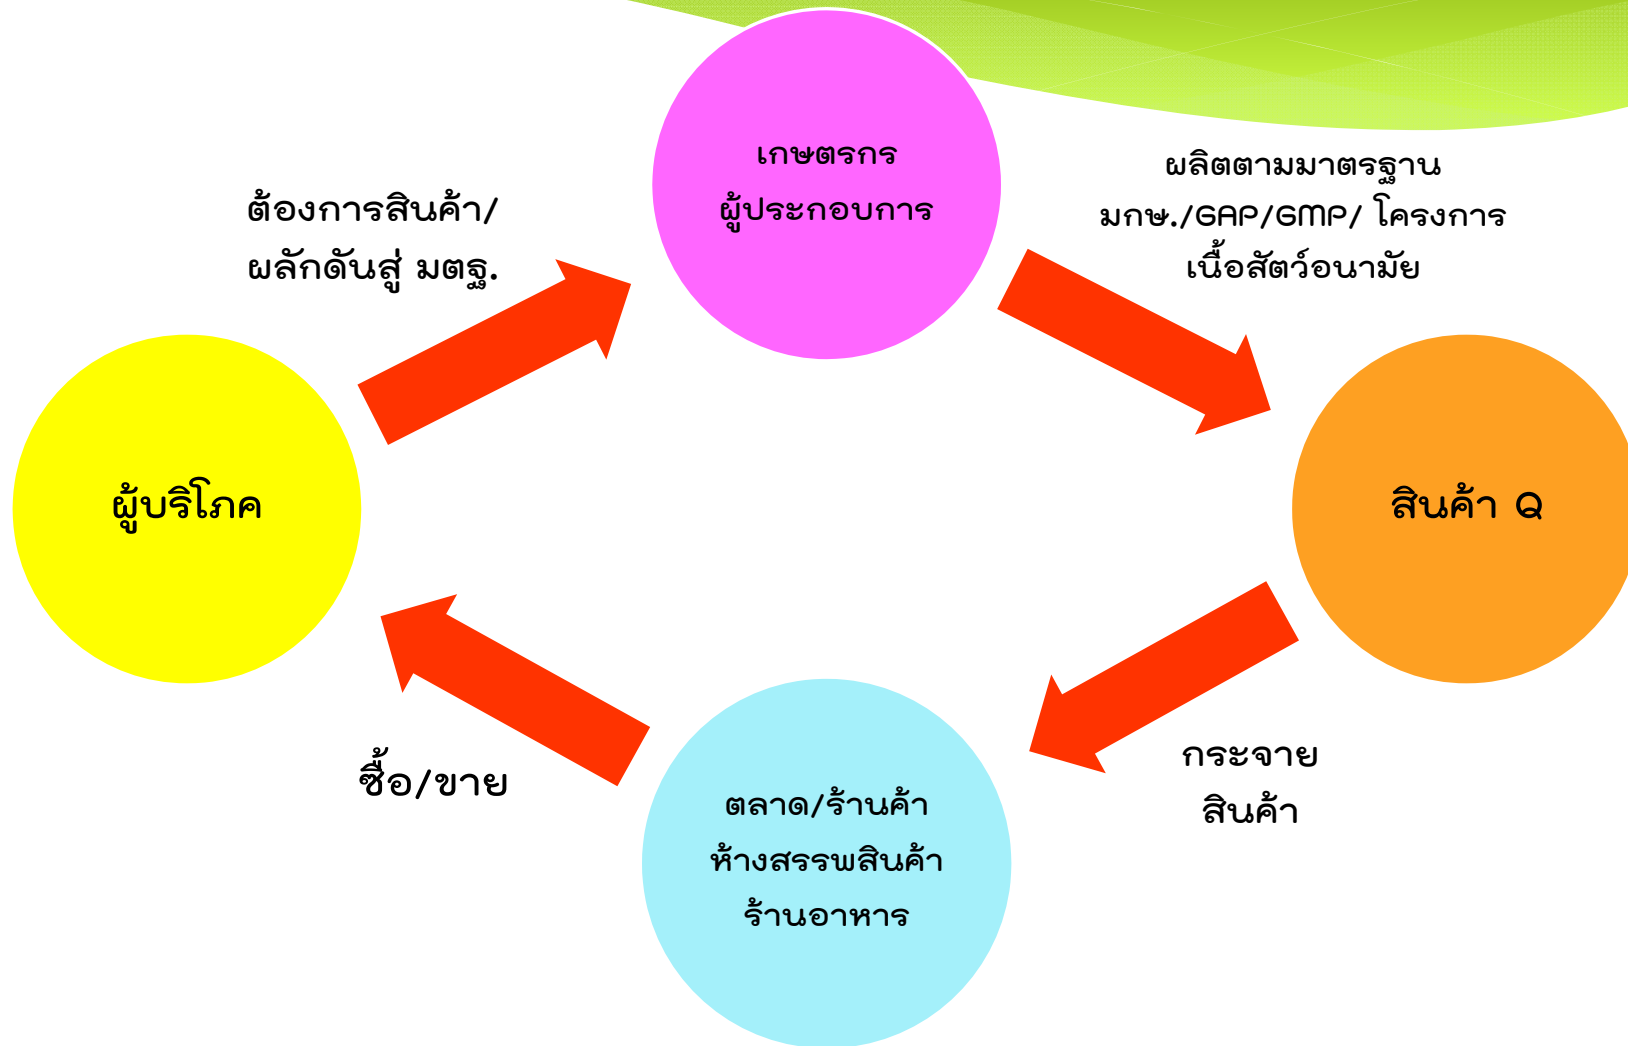 เกษตรกร
ผู้ประกอบการ
ผลิตตามมาตรฐาน
มกษ./GAP/GMP/ โครงการ
เนื้อสัตว์อนามัย
สินค้า Q
กระจาย
สินค้า
ตลาด/ร้านค้า
ห้างสรรพสินค้า
ร้านอาหาร
ซื้อ/ขาย
ผู้บริโภค
ต้องการสินค้า/
ผลักดันสู่ มตฐ.